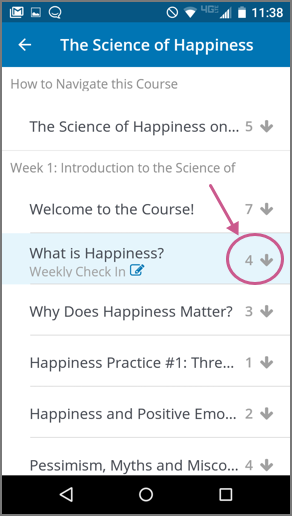 4G 11:38
The Science of Happiness
How to Navigate this Course
The Science of Happiness on... 5
Week 1: Introduction to the Science of
Welcome to the Course! 7
What is Happiness? 4
Weekly Check In
Why Does Happiness Matter? 3
Happiness Practice #1: Thre... 1
Happiness and Positive Emo... 2
Pessimism, Myths and Misco... 4